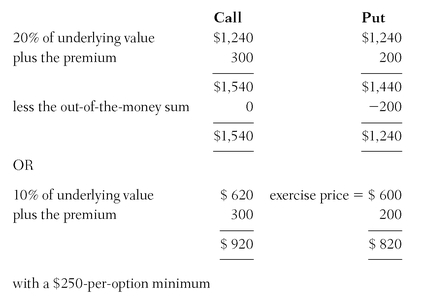 Call Put
20% of underlying value $1,240 $1,240
plus the premium 300 200
$1,540 $1,440
less the out-of-the-money sum 0 −200
$1,540 $1,240
OR
10% of underlying value $ 620 exercise price = $ 600
plus the premium 300 200
$ 920 $ 820
with a $250-per-option minimum